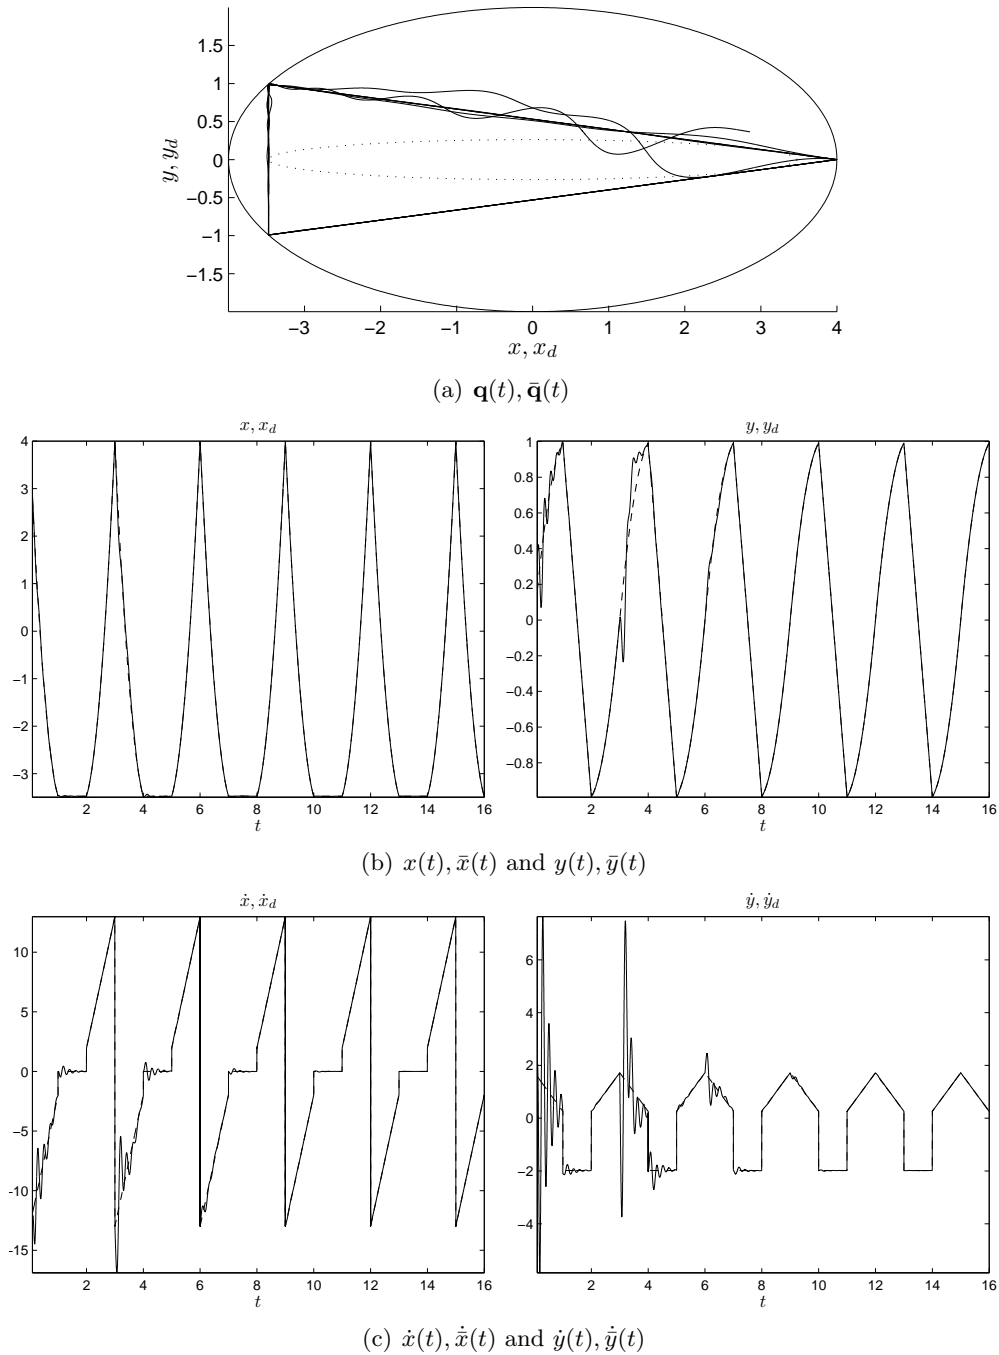 1.5
1
0.5
0
−0.5
−1
−1.5
y, y_d
−3 −2 −1 0 1 2 3 4
x, x_d
(a) q(t), q̄(t)
x, x_d
4
3
2
1
0
−1
−2
−3
2 4 6 8 10 12 14 16
t
y, y_d
1
0.8
0.6
0.4
0.2
0
−0.2
−0.4
−0.6
−0.8
2 4 6 8 10 12 14 16
t
(b) x(t), x̄(t) and y(t), ȳ(t)
ẋ, ẋ_d
10
5
0
−5
−10
−15
2 4 6 8 10 12 14 16
t
ẏ, ẏ_d
6
4
2
0
−2
−4
2 4 6 8 10 12 14 16
t
(c) ẋ(t), x̄̇(t) and ẏ(t), ȳ̇(t)